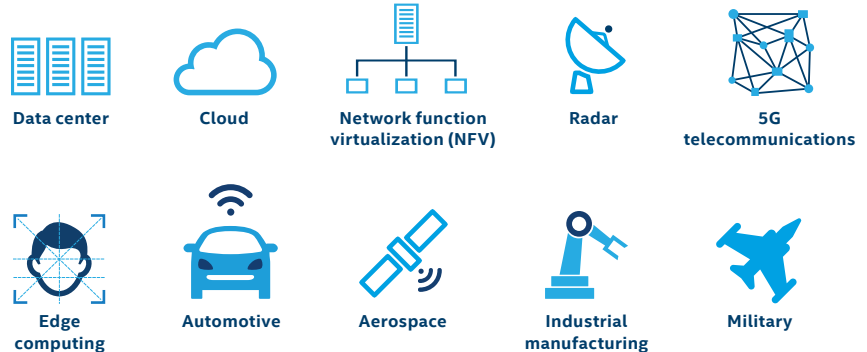 Data center
Cloud
Network function
virtualization (NFV)
Radar
5G
telecommunications
Edge
computing
Automotive
Aerospace
Industrial
manufacturing
Military